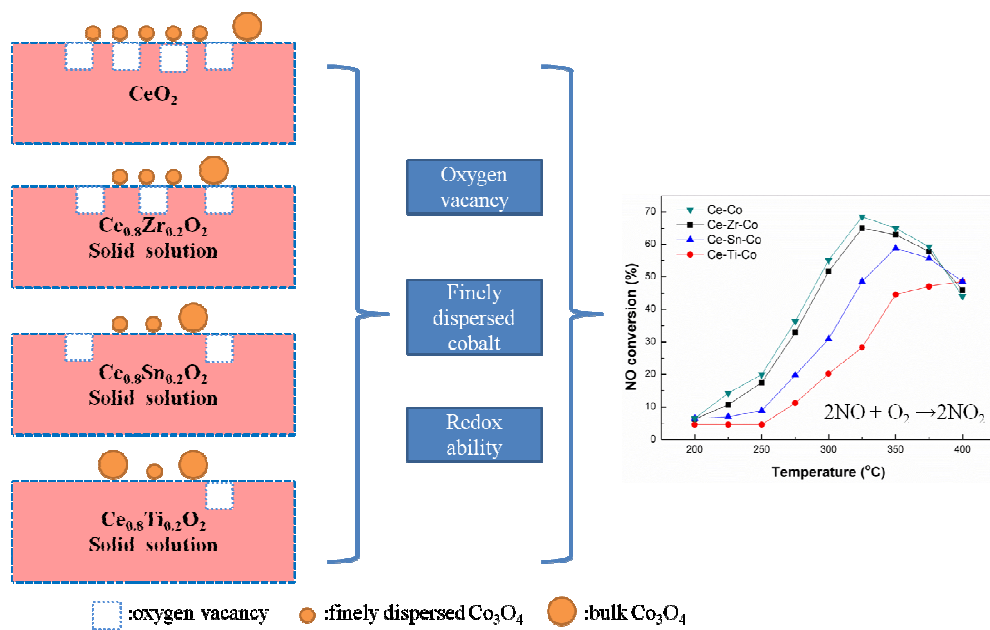 CeO₂
Ce₀.₈Zr₀.₂O₂
Solid solution
Ce₀.₈Sn₀.₂O₂
Solid solution
Ce₀.₈Ti₀.₂O₂
Solid solution
Oxygen
vacancy
Finely
dispersed
cobalt
Redox
ability
Ce-Co
Ce-Zr-Co
Ce-Sn-Co
Ce-Ti-Co
NO conversion (%)
70
60
50
40
30
20
10
0
2NO + O₂ →2NO₂
200 250 300 350 400
Temperature (°C)
:oxygen vacancy :finely dispersed Co₃O₄ :bulk Co₃O₄